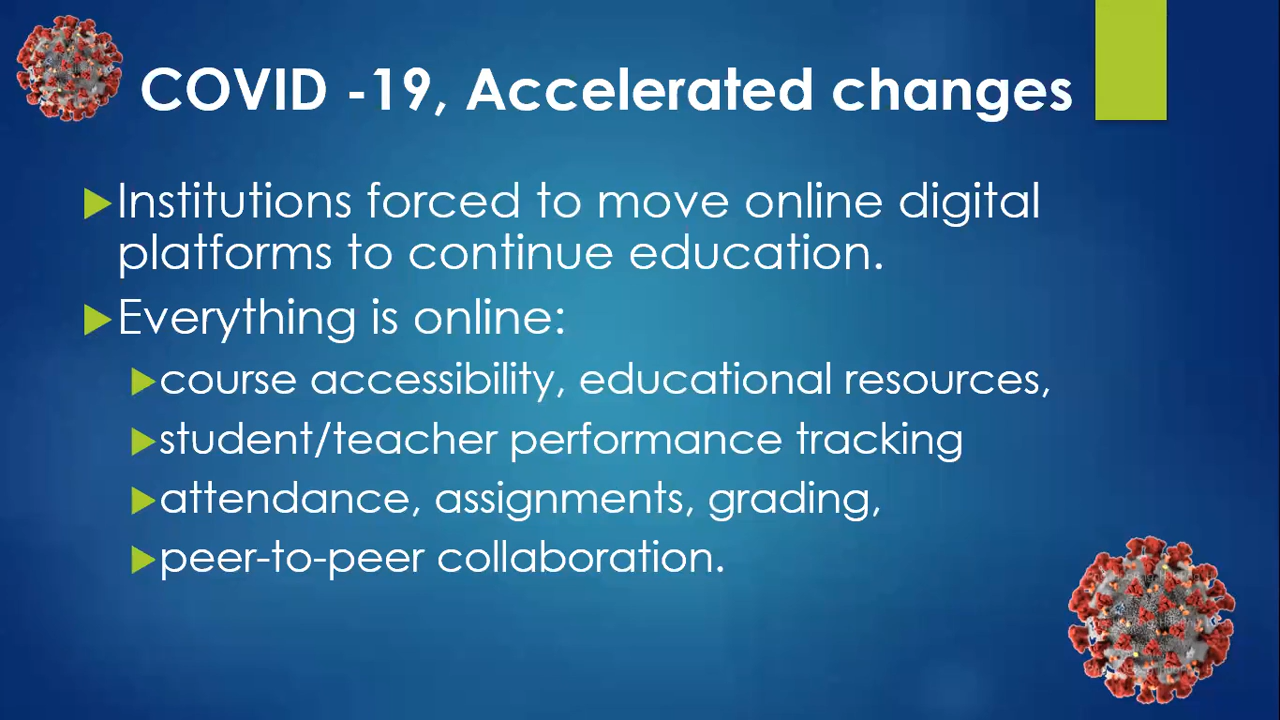 COVID -19, Accelerated changes
Institutions forced to move online digital
platforms to continue education.
Everything is online:
course accessibility, educational resources,
student/teacher performance tracking
attendance, assignments, grading,
peer-to-peer collaboration.